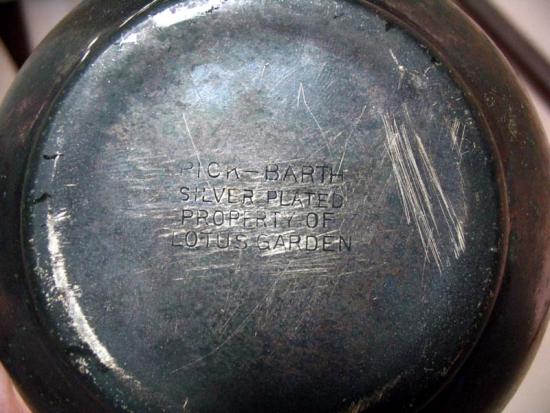 PICK-BARTH
SILVER PLATED
PROPERTY OF
LOTUS GARDEN